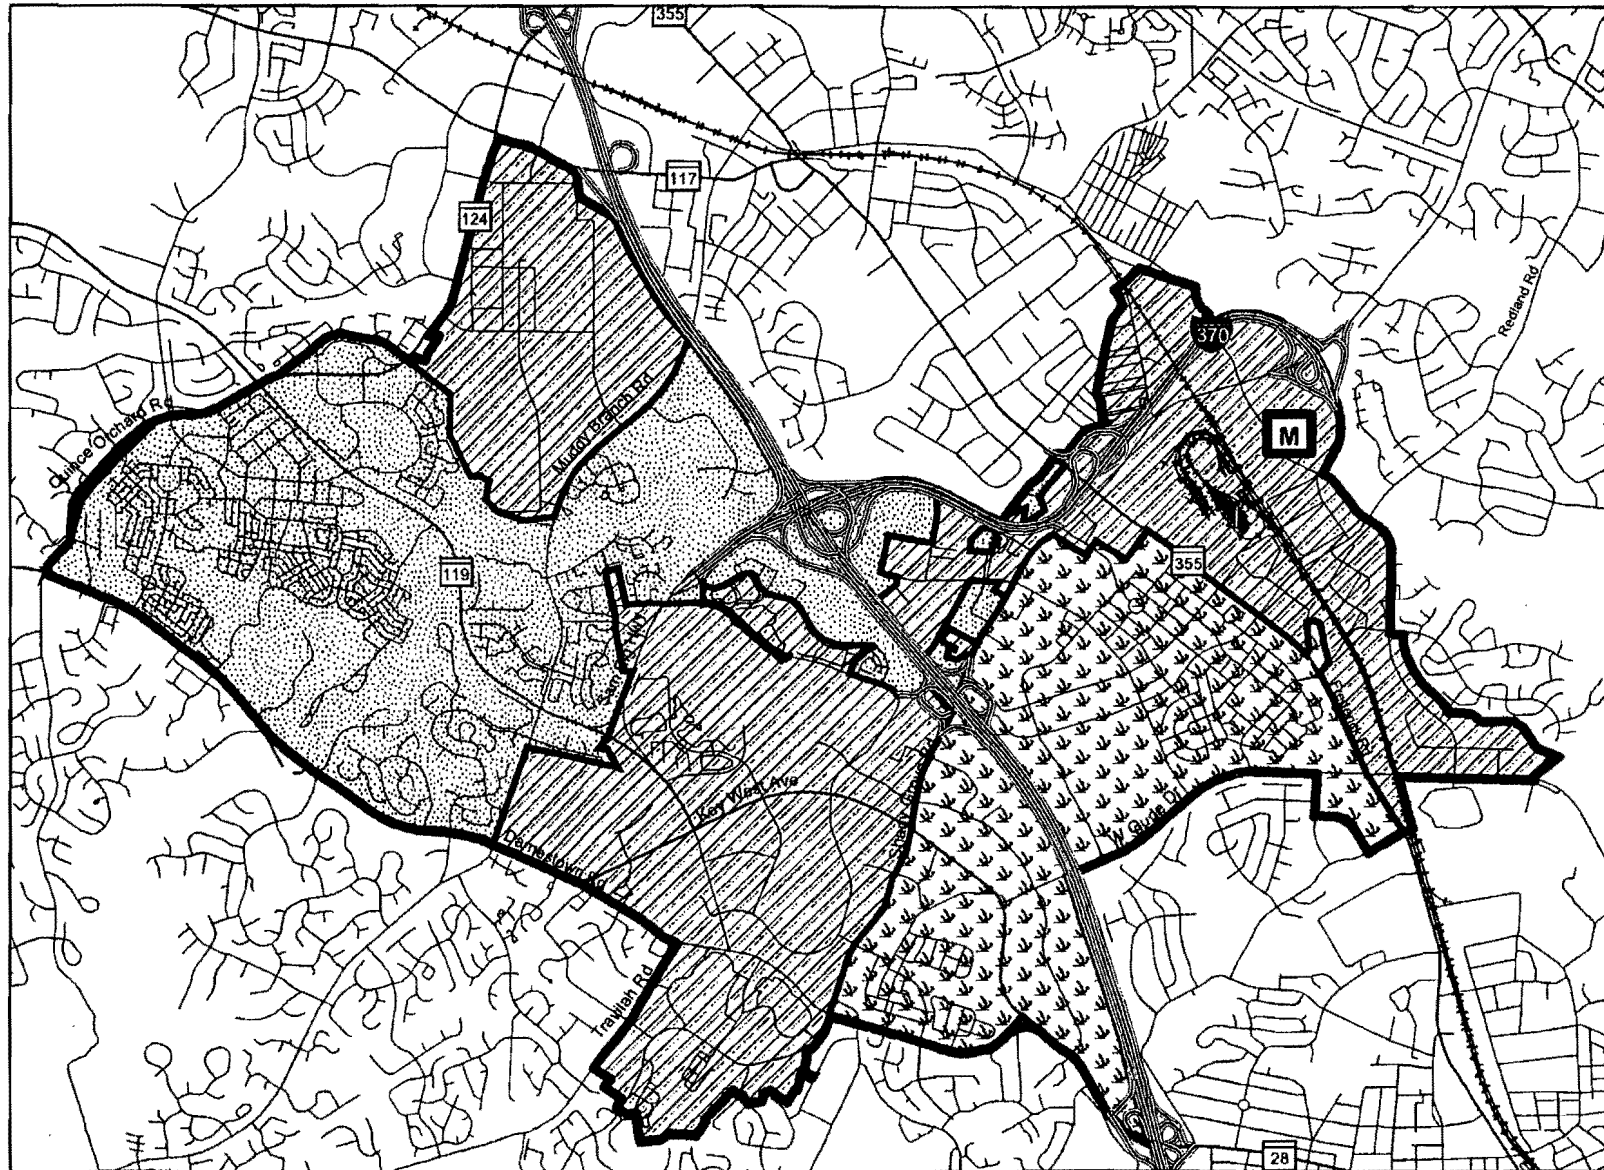 355
117
124
370
Redland Rd
Quince Orchard Rd
Muddy Branch Rd
M
119
355
Key West Ave
W Gude Dr
Darnestown Rd
Travilah Rd
28